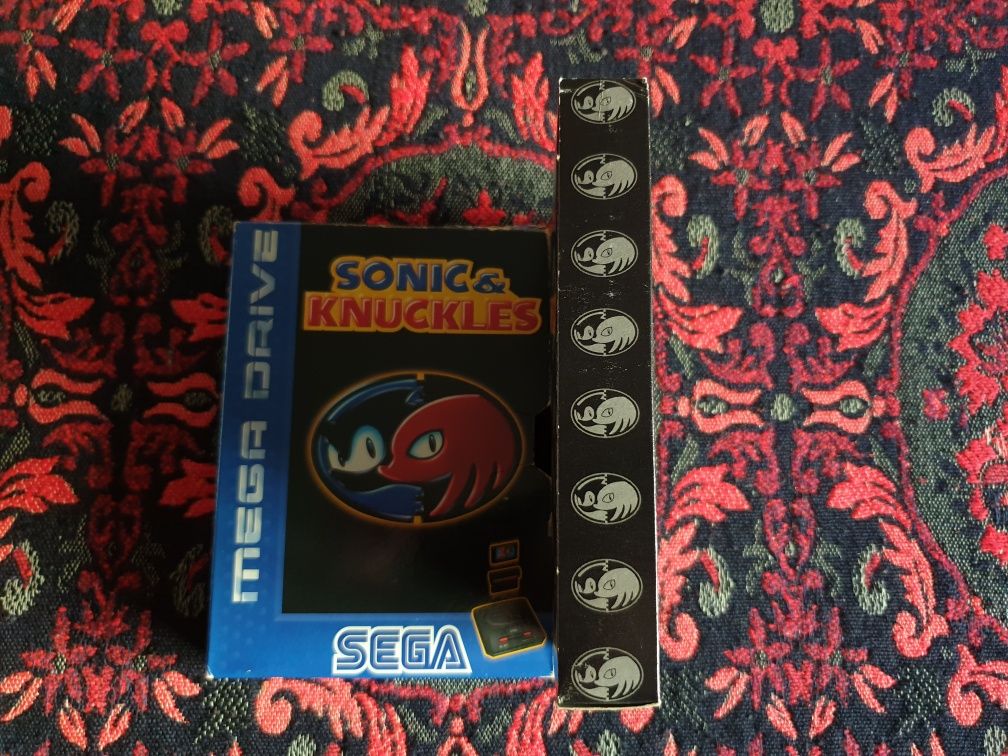 MEGA DRIVE
SONIC &
KNUCKLES
SEGA